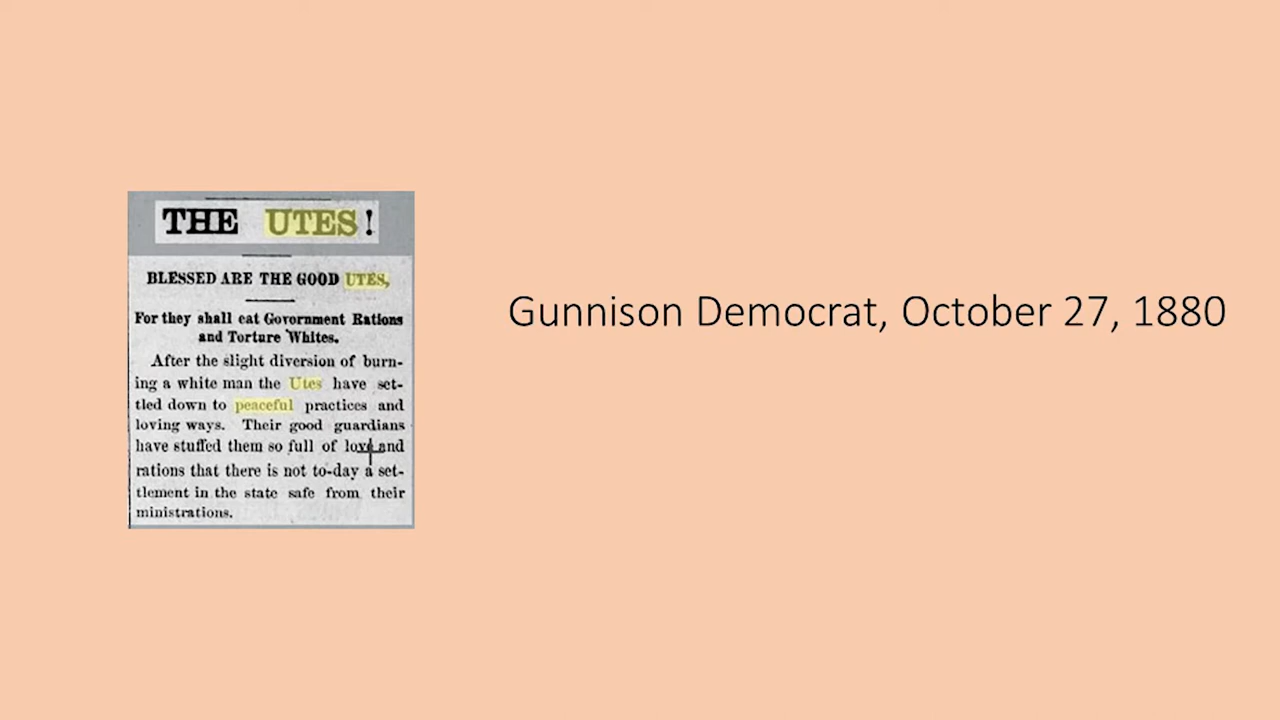 THE UTES!
BLESSED ARE THE GOOD UTES,
For they shall eat Government Rations
and Torture Whites.
After the slight diversion of burn-
ing a white man the Utes have set-
tled down to peaceful practices and
loving ways. Their good guardians
have stuffed them so full of love and
rations that there is not to-day a set-
tlement in the state safe from their
ministrations.
Gunnison Democrat, October 27, 1880